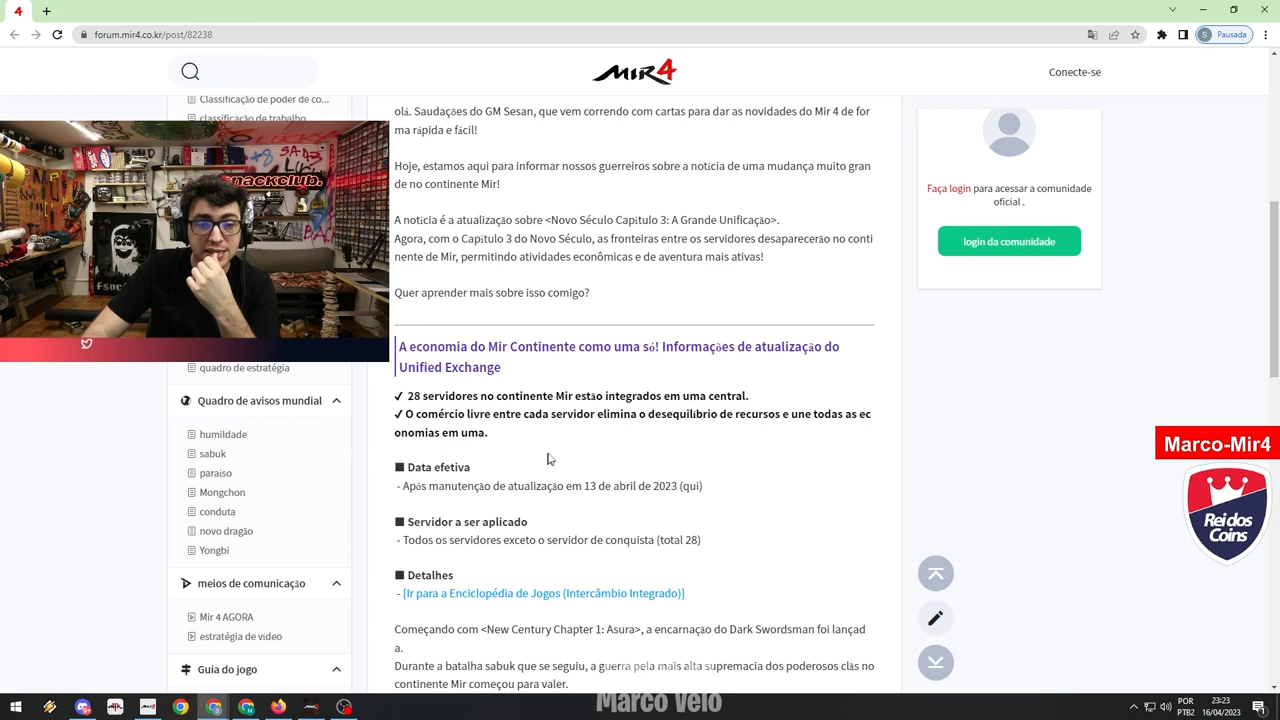 forum.mir4.co.kr/post/82238
S Pausada
MIR4
Conecte-se
Classificação de poder de co...
classificação de trabalho
snackclub.
quadro de estratégia
Quadro de avisos mundial
humildade
sabuk
paraíso
Mongchon
conduta
novo dragão
Yongbi
meios de comunicação
Mir 4 AGORA
estratégia de vídeo
Guia do jogo
olá. Saudações do GM Sesan, que vem correndo com cartas para dar as novidades do Mir 4 de for
ma rápida e fácil!
Hoje, estamos aqui para informar nossos guerreiros sobre a notícia de uma mudança muito gran
de no continente Mir!
A notícia é a atualização sobre <Novo Século Capítulo 3: A Grande Unificação>.
Agora, com o Capítulo 3 do Novo Século, as fronteiras entre os servidores desaparecerão no conti
nente de Mir, permitindo atividades econômicas e de aventura mais ativas!
Quer aprender mais sobre isso comigo?
A economia do Mir Continente como uma só! Informações de atualização do
Unified Exchange
✔ 28 servidores no continente Mir estão integrados em uma central.
✔ O comércio livre entre cada servidor elimina o desequilíbrio de recursos e une todas as ec
onomias em uma.
■ Data efetiva
- Após manutenção de atualização em 13 de abril de 2023 (qui)
■ Servidor a ser aplicado
- Todos os servidores exceto o servidor de conquista (total 28)
■ Detalhes
- [Ir para a Enciclopédia de Jogos (Intercâmbio Integrado)]
Começando com <New Century Chapter 1: Asura>, a encarnação do Dark Swordsman foi lançad
a.
Durante a batalha sabuk que se seguiu, a guerra pela mais alta supremacia dos poderosos clãs no
continente Mir começou para valer.
Faça login para acessar a comunidade
oficial .
login da comunidade
Marco-Mir4
Rei dos
Coins
Marco Velo
POR
PTB2
23:23
16/04/2023